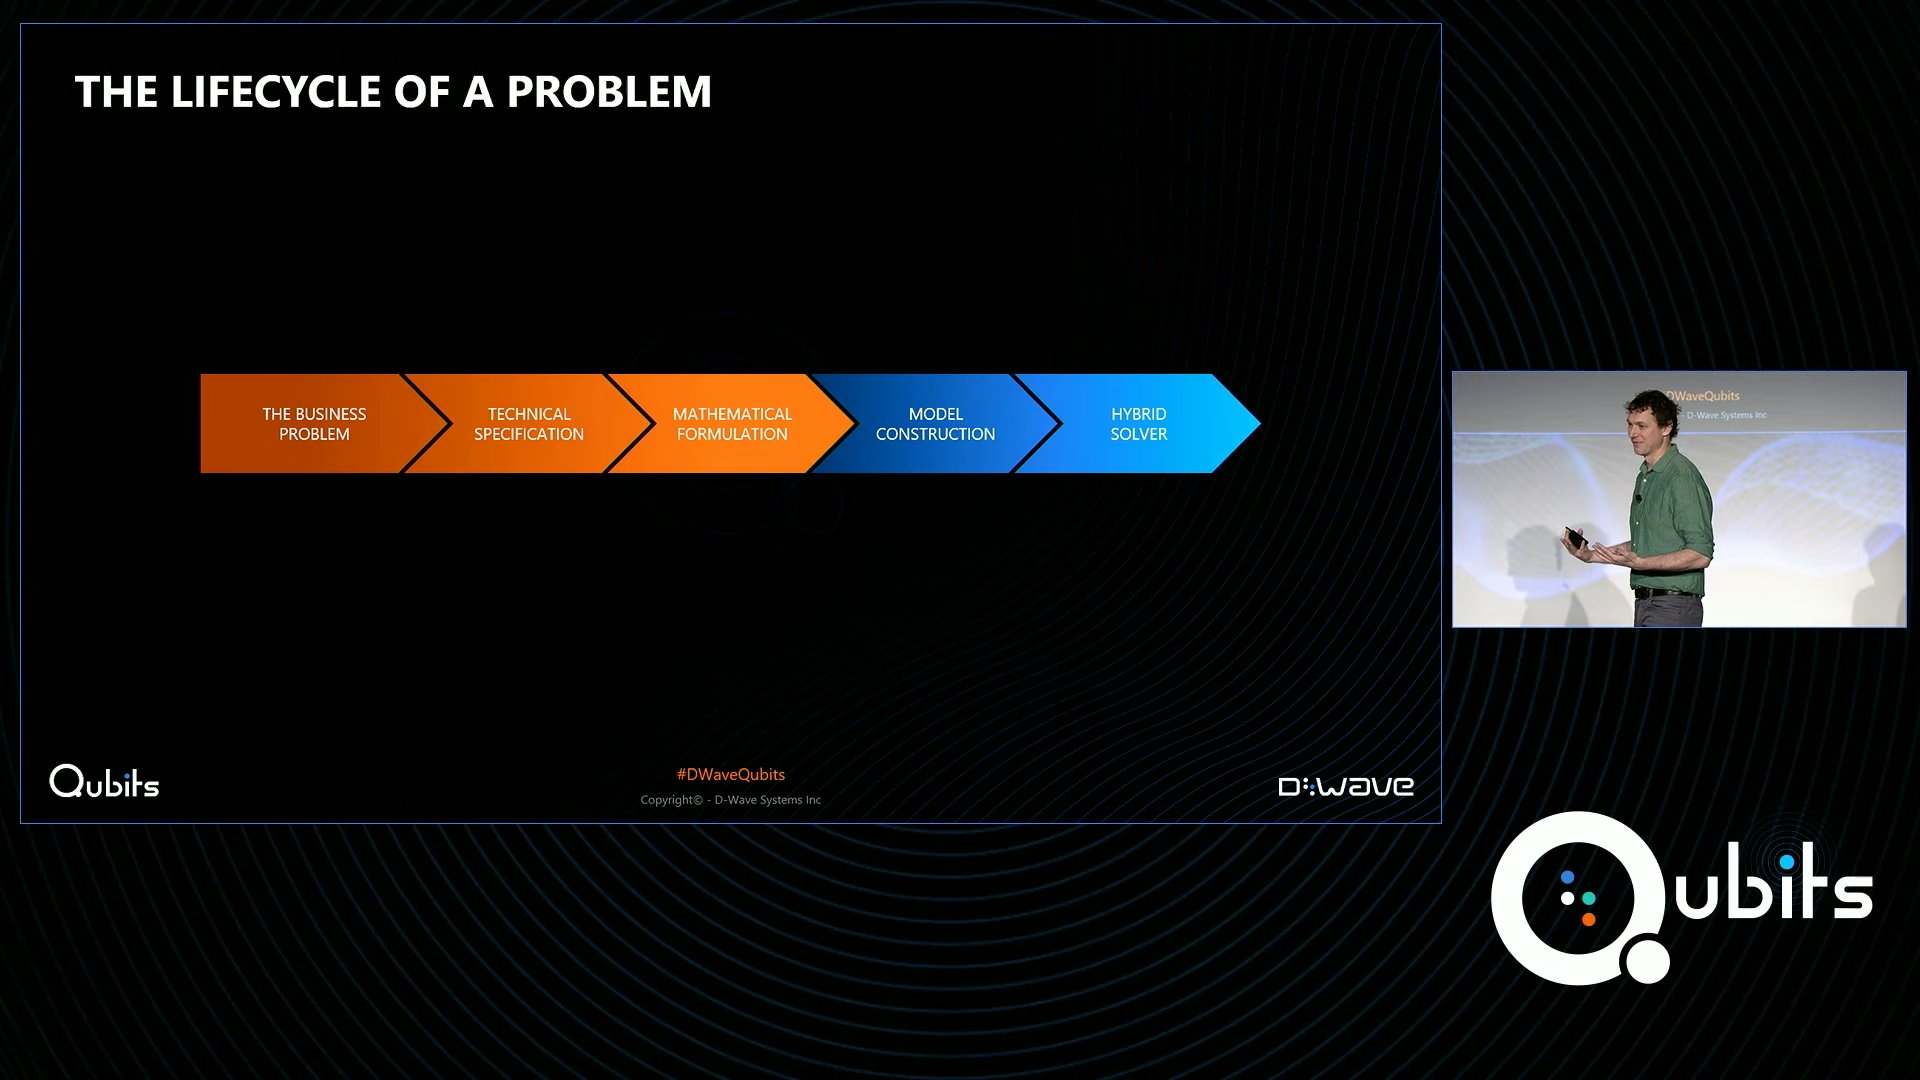 THE LIFECYCLE OF A PROBLEM
THE BUSINESS
PROBLEM
TECHNICAL
SPECIFICATION
MATHEMATICAL
FORMULATION
MODEL
CONSTRUCTION
HYBRID
SOLVER
Qubits
#DWaveQubits
Copyright© - D-Wave Systems Inc
D:Wave
DWaveQubits
- D-Wave Systems Inc
Qubits